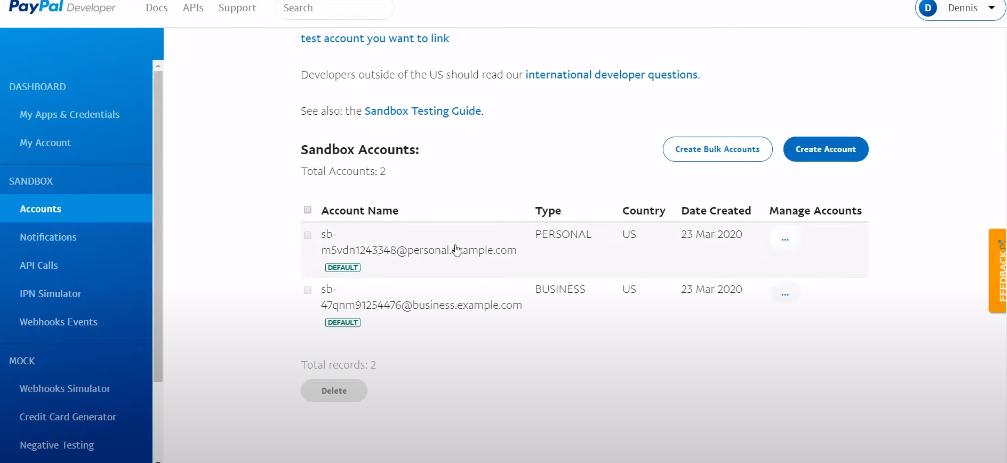 PayPal Developer Docs APIs Support Search D Dennis
test account you want to link
DASHBOARD
My Apps & Credentials
My Account
SANDBOX
Accounts
Notifications
API Calls
IPN Simulator
Webhooks Events
MOCK
Webhooks Simulator
Credit Card Generator
Negative Testing
Developers outside of the US should read our international developer questions.
See also: the Sandbox Testing Guide.
Sandbox Accounts:
Create Bulk Accounts
Create Account
Total Accounts: 2
Account Name Type Country Date Created Manage Accounts
sb-
m5vdn1243348@personal.example.com PERSONAL US 23 Mar 2020 ...
DEFAULT
sb-
47qnm91254476@business.example.com BUSINESS US 23 Mar 2020 ...
DEFAULT
Total records: 2
Delete
FEEDBACK